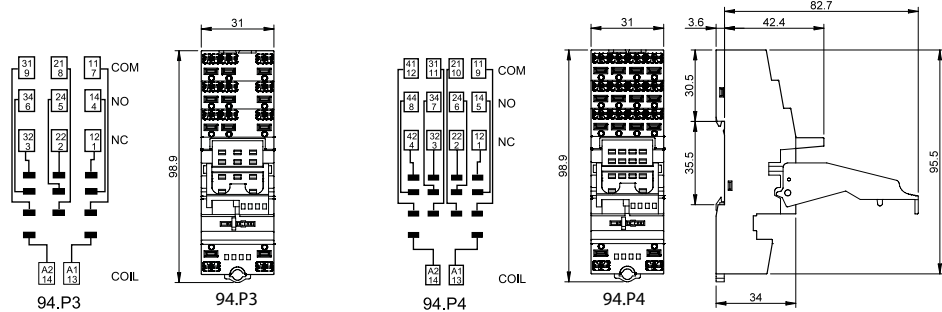 31 21 11 COM
9 8 7
34 24 14 NO
6 5 4
32 22 12 NC
3 2 1
A2 A1 COIL
14 13
94.P3
31
98.9
94.P3
41 31 21 11 COM
12 11 10 9
44 34 24 14 NO
8 7 6 5
42 32 22 12 NC
4 3 2 1
A2 A1 COIL
14 13
94.P4
31
98.9
94.P4
82.7
3.6 42.4
30.5
35.5
95.5
34